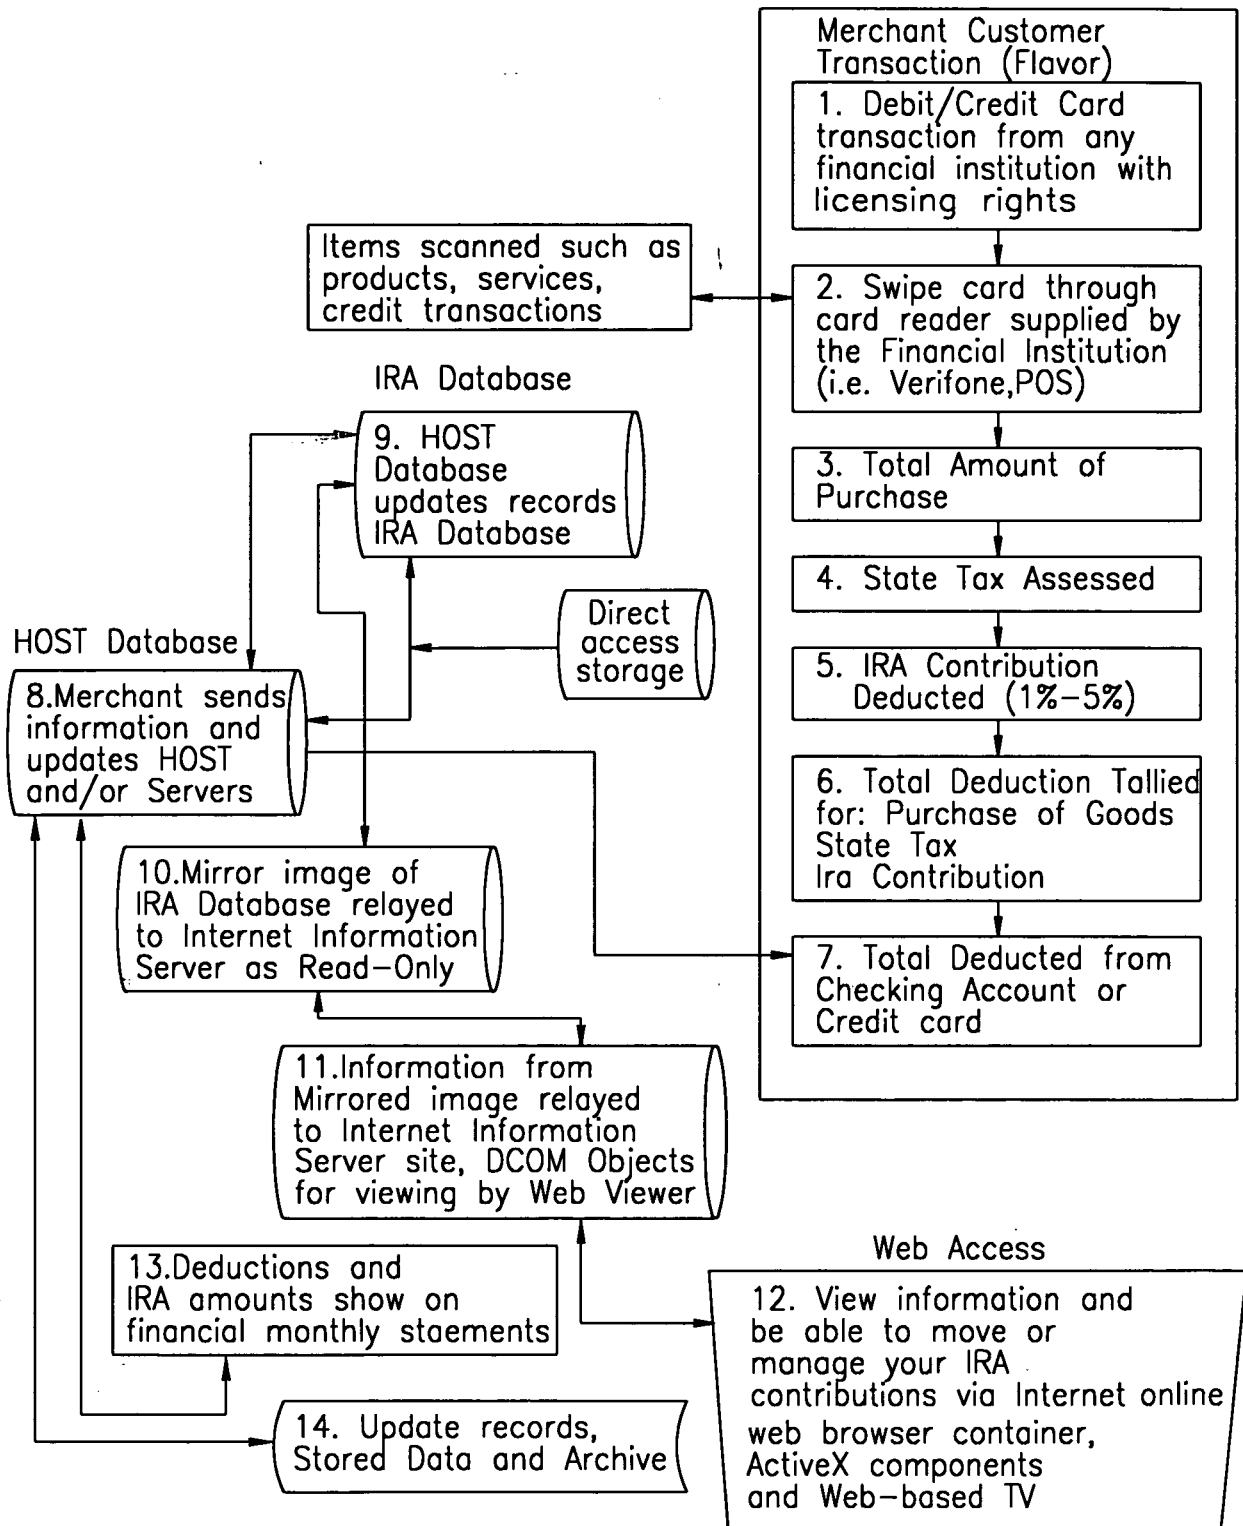 Merchant Customer
Transaction (Flavor)
1. Debit/Credit Card
transaction from any
financial institution with
licensing rights
Items scanned such as
products, services,
credit transactions
2. Swipe card through
card reader supplied by
the Financial Institution
(i.e. Verifone,POS)
IRA Database
9. HOST
Database
updates records
IRA Database
3. Total Amount of
Purchase
4. State Tax Assessed
Direct
access
storage
HOST Database
8.Merchant sends
information and
updates HOST
and/or Servers
5. IRA Contribution
Deducted (1%-5%)
6. Total Deduction Tallied
for: Purchase of Goods
State Tax
Ira Contribution
10.Mirror image of
IRA Database relayed
to Internet Information
Server as Read-Only
7. Total Deducted from
Checking Account or
Credit card
11.Information from
Mirrored image relayed
to Internet Information
Server site, DCOM Objects
for viewing by Web Viewer
13.Deductions and
IRA amounts show on
financial monthly staements
Web Access
12. View information and
be able to move or
manage your IRA
contributions via Internet online
web browser container,
ActiveX components
and Web-based TV
14. Update records,
Stored Data and Archive